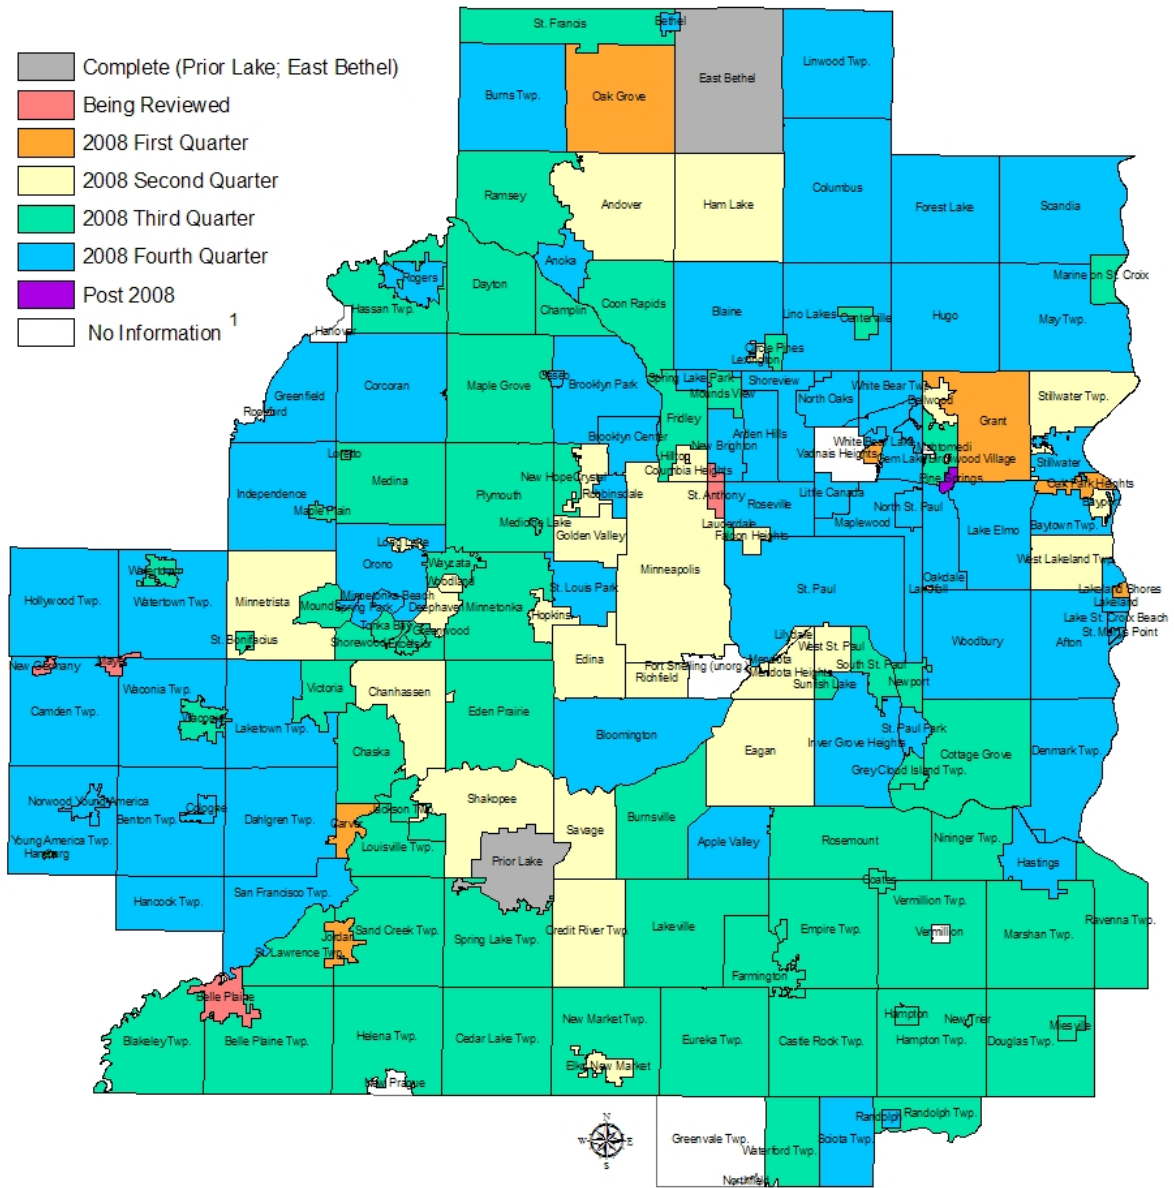 Complete (Prior Lake; East Bethel)
Being Reviewed
2008 First Quarter
2008 Second Quarter
2008 Third Quarter
2008 Fourth Quarter
Post 2008
No Information 1
St. Francis
Bethel
Linwood Twp.
East Bethel
Burns Twp.
Oak Grove
Ramsey
Andover
Ham Lake
Columbus
Forest Lake
Scandia
Anoka
Rogers
Dayton
Marine on St. Croix
Hassan Twp.
Champlin
Coon Rapids
Blaine
Lino Lakes
Centerville
Hugo
May Twp.
Hanover
Circle Pines
Lexington
Greenfield
Corcoran
Maple Grove
Osseo
Brooklyn Park
Spring Lake Park
Mounds View
Shoreview
North Oaks
White Bear Twp.
Dellwood
Grant
Stillwater Twp.
Rockford
Fridley
Brooklyn Center
New Brighton
Arden Hills
White Bear Lake
Mahtomedi
Vadnais Heights
Gem Lake
Birchwood Village
Stillwater
Loretto
Hilltop
Columbia Heights
Medina
New Hope
Crystal
Robbinsdale
Pine Springs
Oak Park Heights
Bayport
Independence
Plymouth
St. Anthony
Roseville
Little Canada
North St. Paul
Maplewood
Maple Plain
Medicine Lake
Lauderdale
Falcon Heights
Lake Elmo
Baytown Twp.
Golden Valley
Long Lake
Orono
Wayzata
Woodland
Minneapolis
West Lakeland Twp.
Hollywood Twp.
Watertown
Watertown Twp.
Minnetrista
Mound
Minnetonka Beach
Spring Park
Deephaven
Minnetonka
St. Louis Park
Hopkins
St. Paul
Oakdale
Landfall
Lakeland Shores
Lakeland
Lake St. Croix Beach
St. Mary's Point
Tonka Bay
Greenwood
Excelsior
Shorewood
St. Bonifacius
Edina
Lilydale
West St. Paul
Woodbury
Afton
New Germany
Mayer
Fort Snelling (unorg.)
Mendota
Mendota Heights
South St. Paul
Sunfish Lake
Newport
Richfield
Waconia Twp.
Victoria
Chanhassen
Camden Twp.
Waconia
Laketown Twp.
Eden Prairie
Bloomington
St. Paul Park
Inver Grove Heights
Chaska
Eagan
Cottage Grove
Denmark Twp.
Grey Cloud Island Twp.
Norwood Young America
Cologne
Benton Twp.
Dahlgren Twp.
Jackson Twp.
Shakopee
Carver
Savage
Burnsville
Young America Twp.
Hamburg
Louisville Twp.
Prior Lake
Apple Valley
Rosemount
Nininger Twp.
Hastings
Coates
Hancock Twp.
San Francisco Twp.
Vermillion Twp.
Ravenna Twp.
Jordan
Sand Creek Twp.
Spring Lake Twp.
Credit River Twp.
Lakeville
Empire Twp.
Vermillion
Marshan Twp.
St. Lawrence Twp.
Farmington
Belle Plaine
Blakeley Twp.
Belle Plaine Twp.
Helena Twp.
Cedar Lake Twp.
New Market Twp.
Eureka Twp.
Castle Rock Twp.
Hampton
New Trier
Hampton Twp.
Miesville
Douglas Twp.
Elko New Market
New Prague
Greenvale Twp.
Waterford Twp.
Sciota Twp.
Randolph
Randolph Twp.
Northfield
N
W
E
S